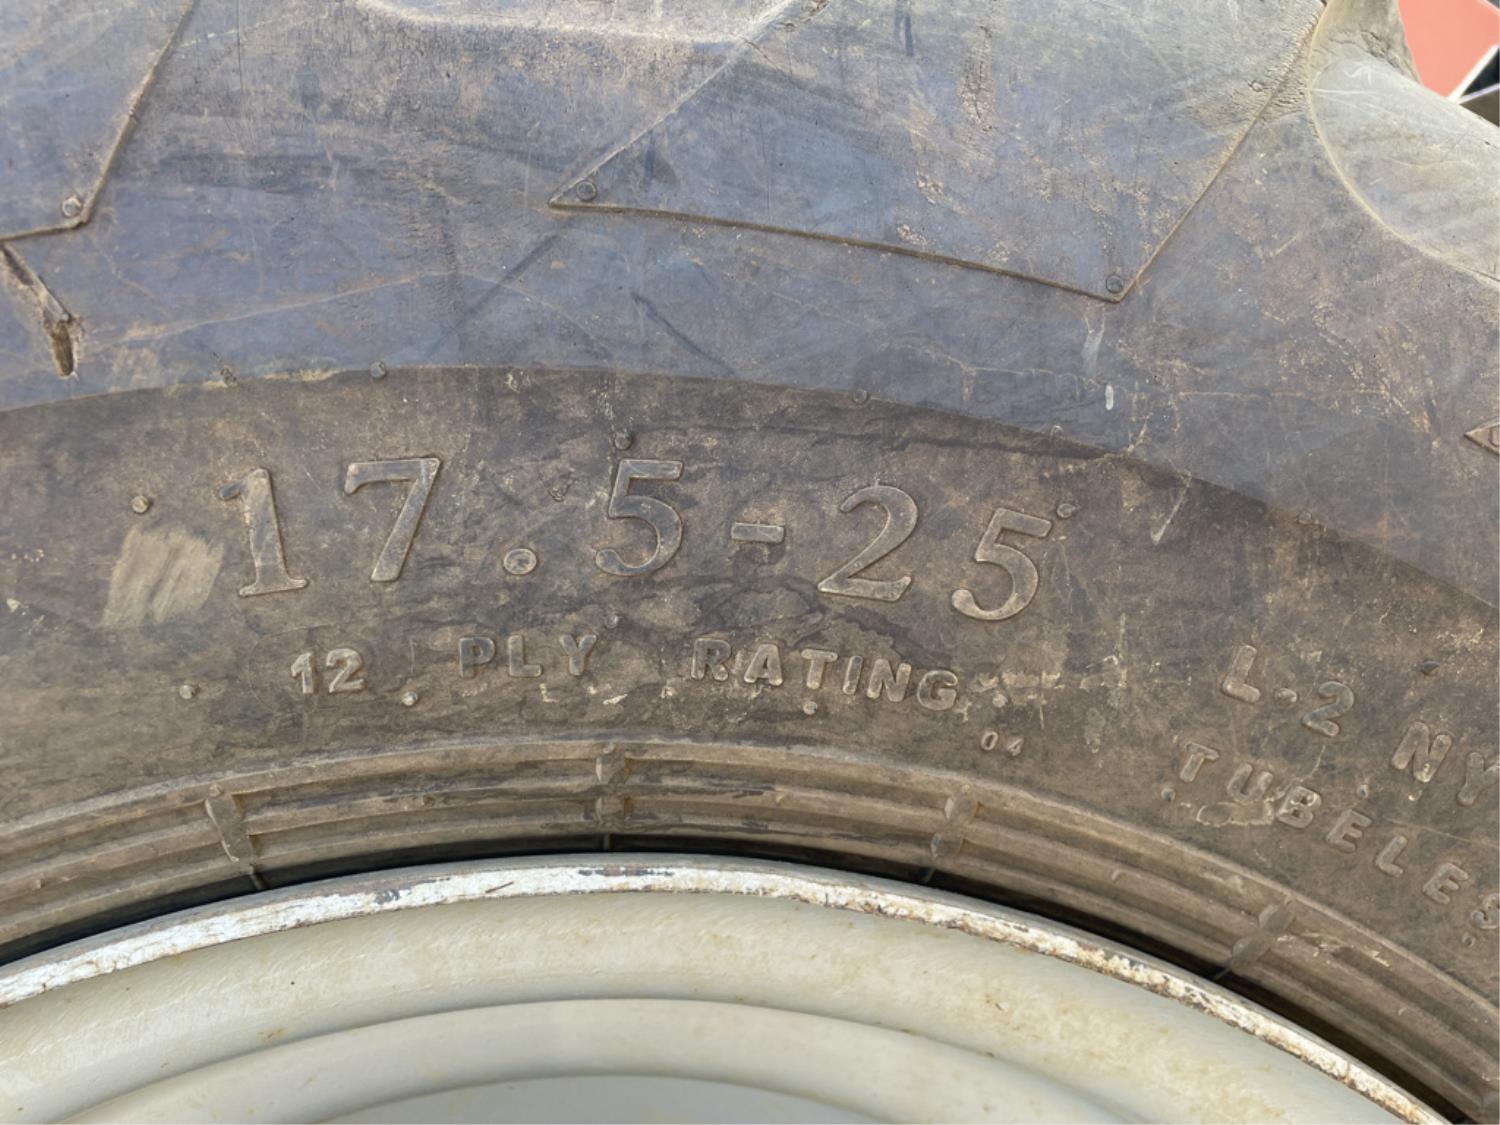 17.5-25
12 PLY RATING
04
L-2 NY
TUBELES